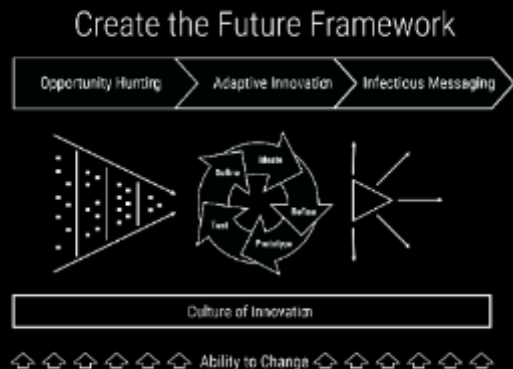 Create the Future Framework
Opportunity Hunting
Adaptive Innovation
Infectious Messaging
Ideate
Refine
Prototype
Test
Define
Culture of Innovation
Ability to Change